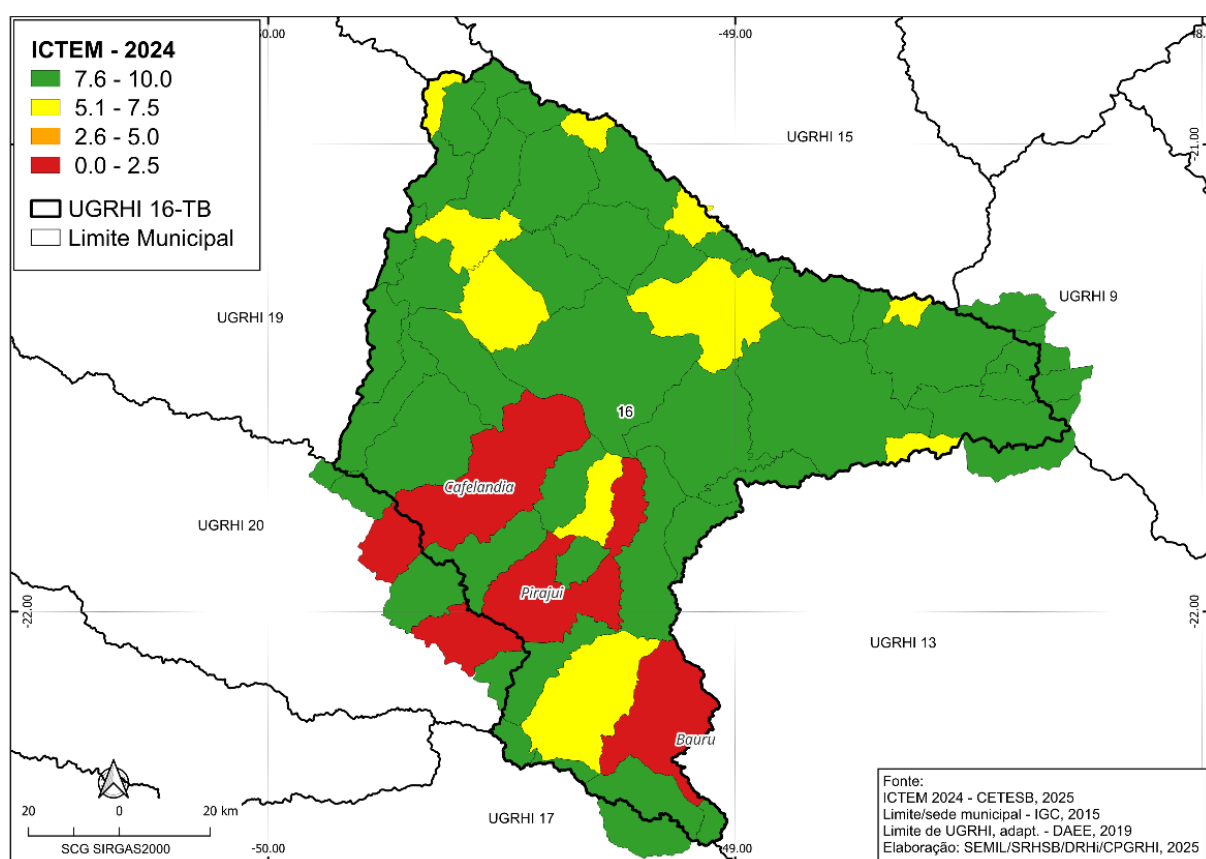 50.00
-49.00
48.
ICTEM - 2024
7.6 - 10.0
5.1 - 7.5
2.6 - 5.0
0.0 - 2.5
UGRHI 16-TB
Limite Municipal
UGRHI 15
-21.00
UGRHI 9
UGRHI 19
16
Cafelandia
UGRHI 20
Pirajui
-22.00
-22.00
UGRHI 13
Bauru
20 0 20 km
SCG SIRGAS2000
UGRHI 17
-50.00
-49.00
Fonte:
ICTEM 2024 - CETESB, 2025
Limite/sede municipal - IGC, 2015
Limite de UGRHI, adapt. - DAEE, 2019
Elaboração: SEMIL/SRHSB/DRHi/CPGRHI, 2025